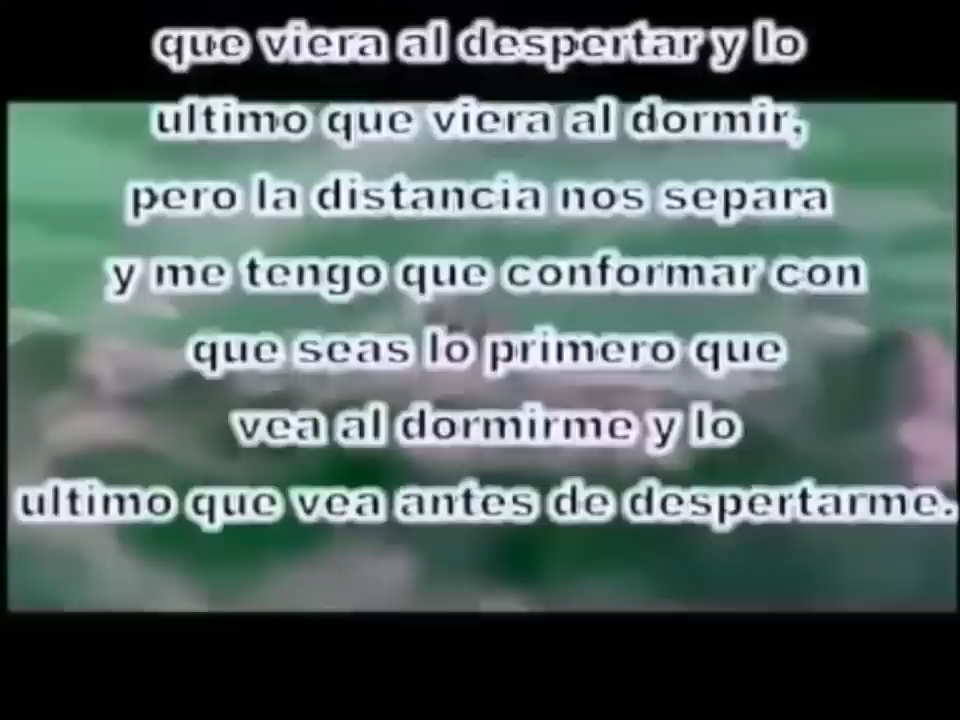 que viera al despertar y lo
ultimo que viera al dormir,
pero la distancia nos separa
y me tengo que conformar con
que seas lo primero que
vea al dormirme y lo
ultimo que vea antes de despertarme.